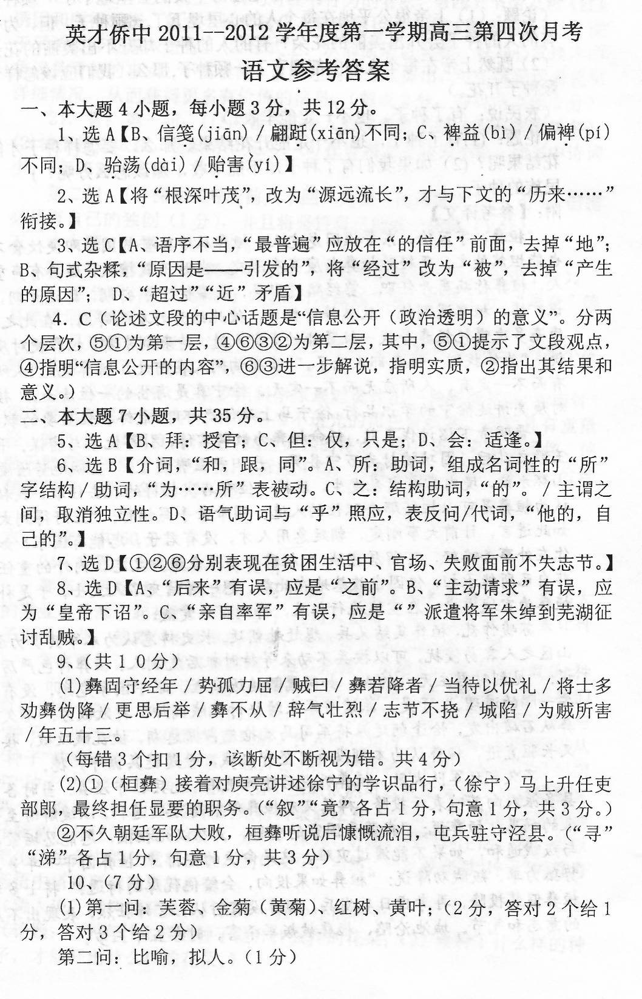 英才侨中 2011--2012 学年度第一学期高三第四次月考
语文参考答案
一、本大题 4 小题，每小题 3 分，共 12 分。
1、选 A【B、信笺(jiān) / 翩跹(xiān)不同；C、裨益(bì) / 偏裨(pí)
不同；D、骀荡(dài) / 贻害(yí)】
2、选 A【将“根深叶茂”，改为“源远流长”，才与下文的“历来……”
衔接。】
3、选 C【A、语序不当，“最普遍”应放在“的信任”前面，去掉“地”；
B、句式杂糅，“原因是——引发的”，将“经过”改为“被”，去掉“产生
的原因”； D、“超过”“近”矛盾】
4．C（论述文段的中心话题是“信息公开（政治透明）的意义”。分两
个层次，⑤①为第一层，④⑥③②为第二层，其中，⑤①提示了文段观点，
④指明“信息公开的内容”，⑥③进一步解说，指明实质，②指出其结果和
意义。）
二、本大题 7 小题，共 35 分。
5、选 A【B、拜：授官；C、但：仅，只是；D、会：适逢。】
6、选 B【介词，“和，跟，同”。A、所：助词，组成名词性的“所”
字结构 / 助词，“为……所”表被动。C、之：结构助词，“的”。/ 主谓之
间，取消独立性。D、语气助词与“乎”照应，表反问/代词，“他的，自
己的”。】
7、选 D【①②⑥分别表现在贫困生活中、官场、失败面前不失志节。】
8、选 D【A、“后来”有误，应是“之前”。B、“主动请求”有误，应
为“皇帝下诏”。C、“亲自率军”有误，应是“”派遣将军朱绰到芜湖征
讨乱贼。】
9、（共 1 0 分）
(1)彝固守经年 / 势孤力屈 / 贼曰 / 彝若降者 / 当待以优礼 / 将士多
劝彝伪降 / 更思后举 / 彝不从 / 辞气壮烈 / 志节不挠 / 城陷 / 为贼所害
/ 年五十三。
（每错 3 个扣 1 分，该断处不断视为错。共 4 分）
(2)①（桓彝）接着对庾亮讲述徐宁的学识品行，（徐宁）马上升任吏
部郎，最终担任显要的职务。（“叙”“竟”各占 1 分，句意 1 分，共 3 分。）
②不久朝廷军队大败，桓彝听说后慷慨流泪，屯兵驻守泾县。（“寻”
“涕”各占 1 分，句意 1 分，共 3 分）
10、（7 分）
(1)第一问：芙蓉、金菊（黄菊）、红树、黄叶；（2 分，答对 2 个给 1
分，答对 3 个给 2 分）
第二问：比喻，拟人。（1 分）